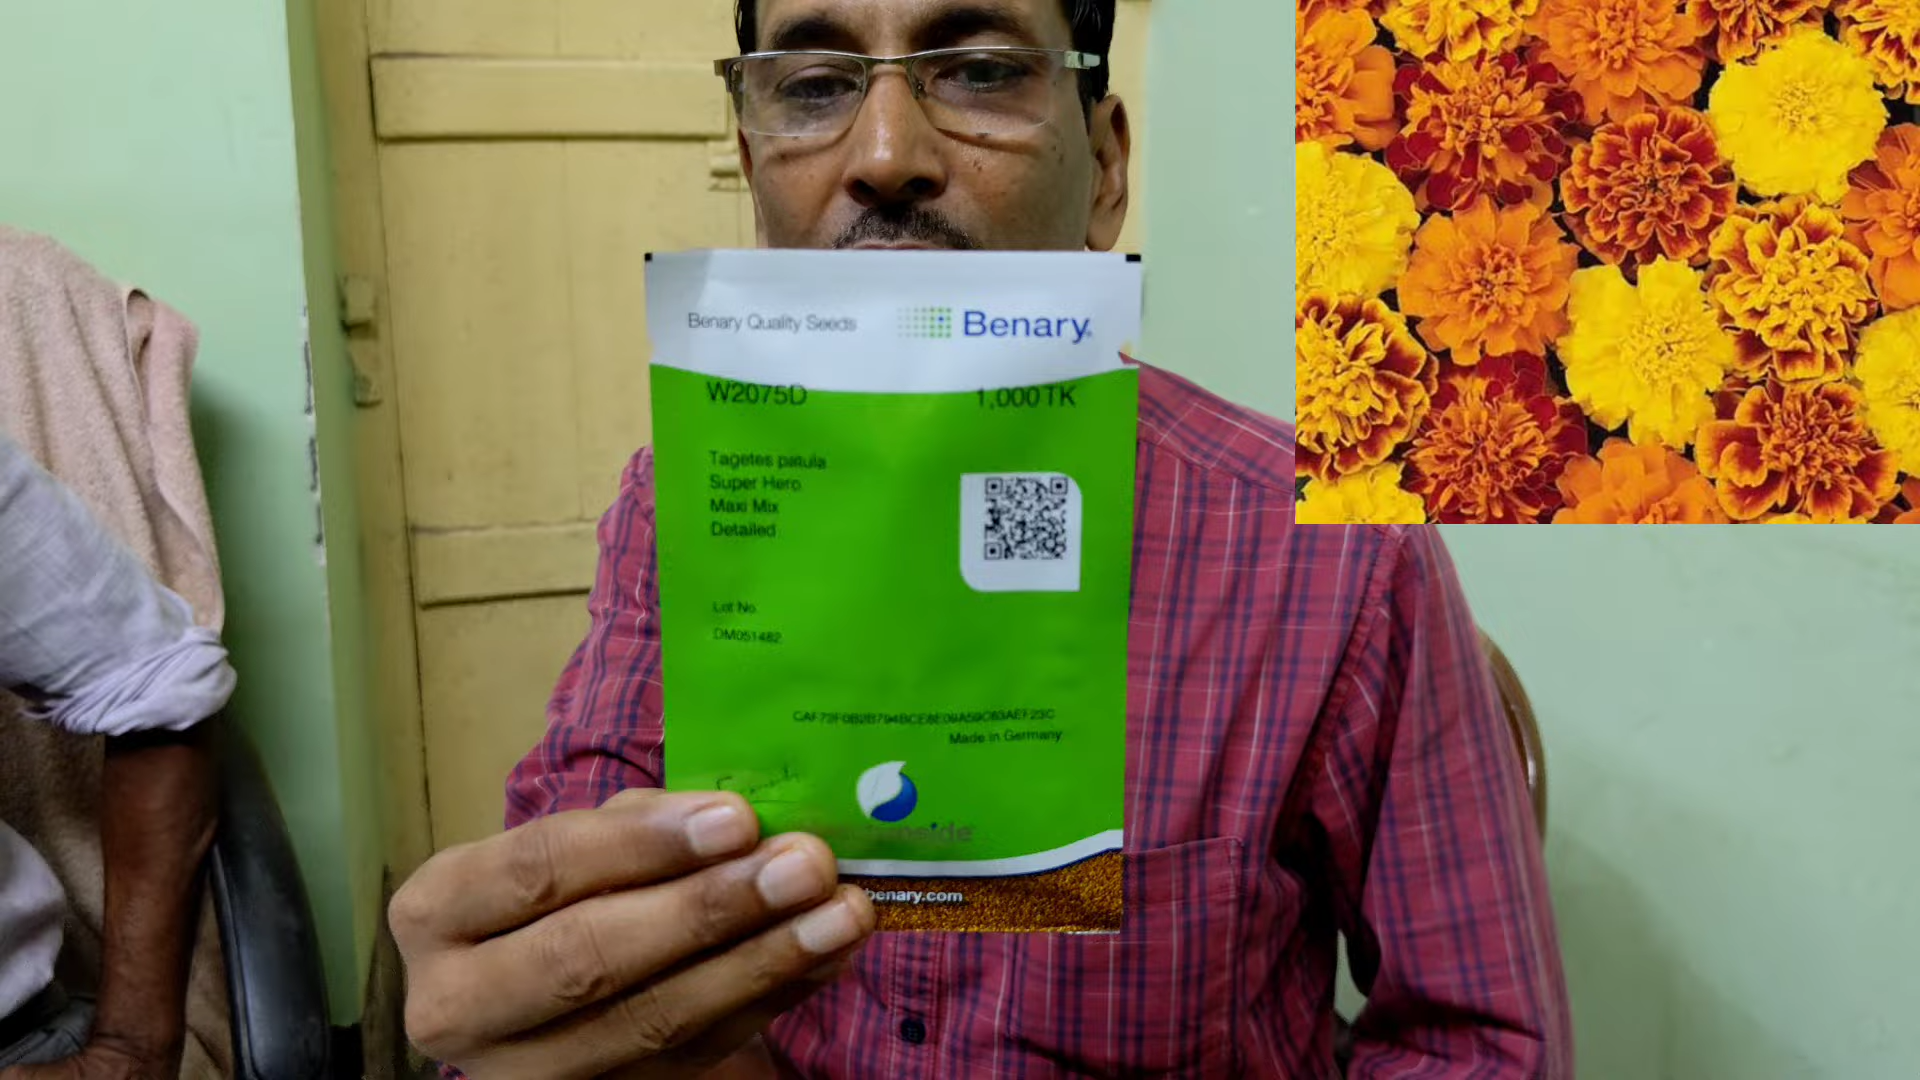 Benary Quality Seeds
Benary®
W2075D
1,000TK
Tagetes patula
Super Hero
Maxi Mix
Detailed
Lot No
DM051482
Made in Germany
benary.com